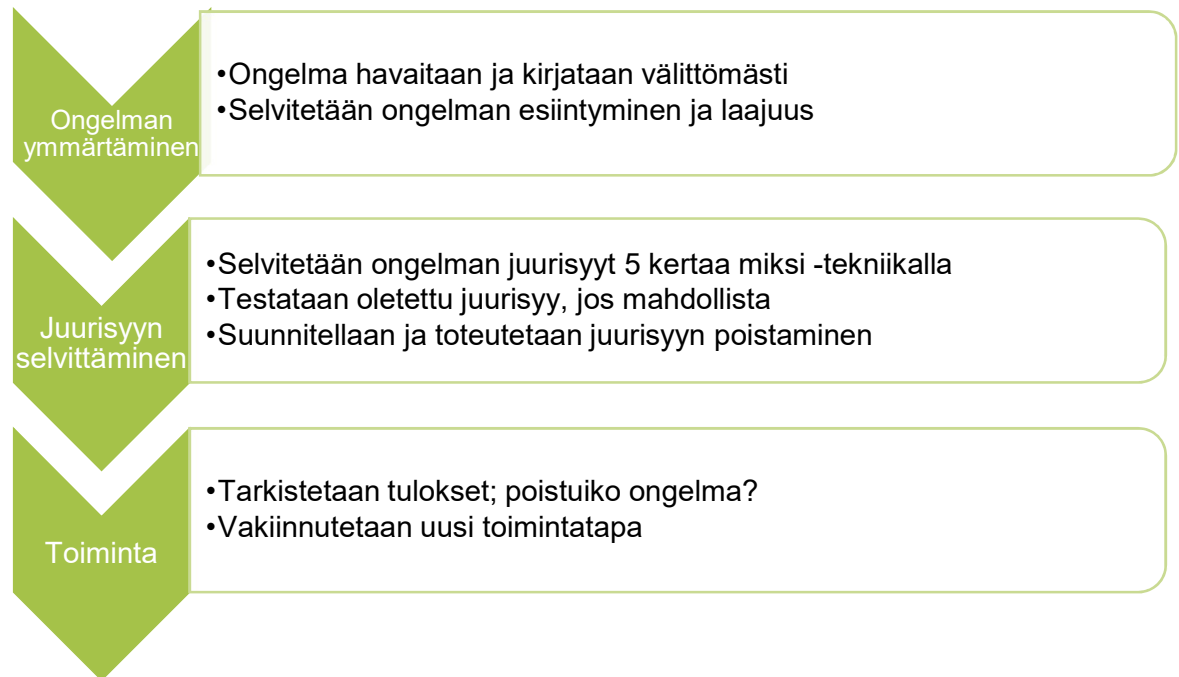 Ongelman
ymmärtäminen
•Ongelma havaitaan ja kirjataan välittömästi
•Selvitetään ongelman esiintyminen ja laajuus
Juurisyyn
selvittäminen
•Selvitetään ongelman juurisyyt 5 kertaa miksi -tekniikalla
•Testataan oletettu juurisyy, jos mahdollista
•Suunnitellaan ja toteutetaan juurisyyn poistaminen
Toiminta
•Tarkistetaan tulokset; poistuiko ongelma?
•Vakiinnutetaan uusi toimintatapa